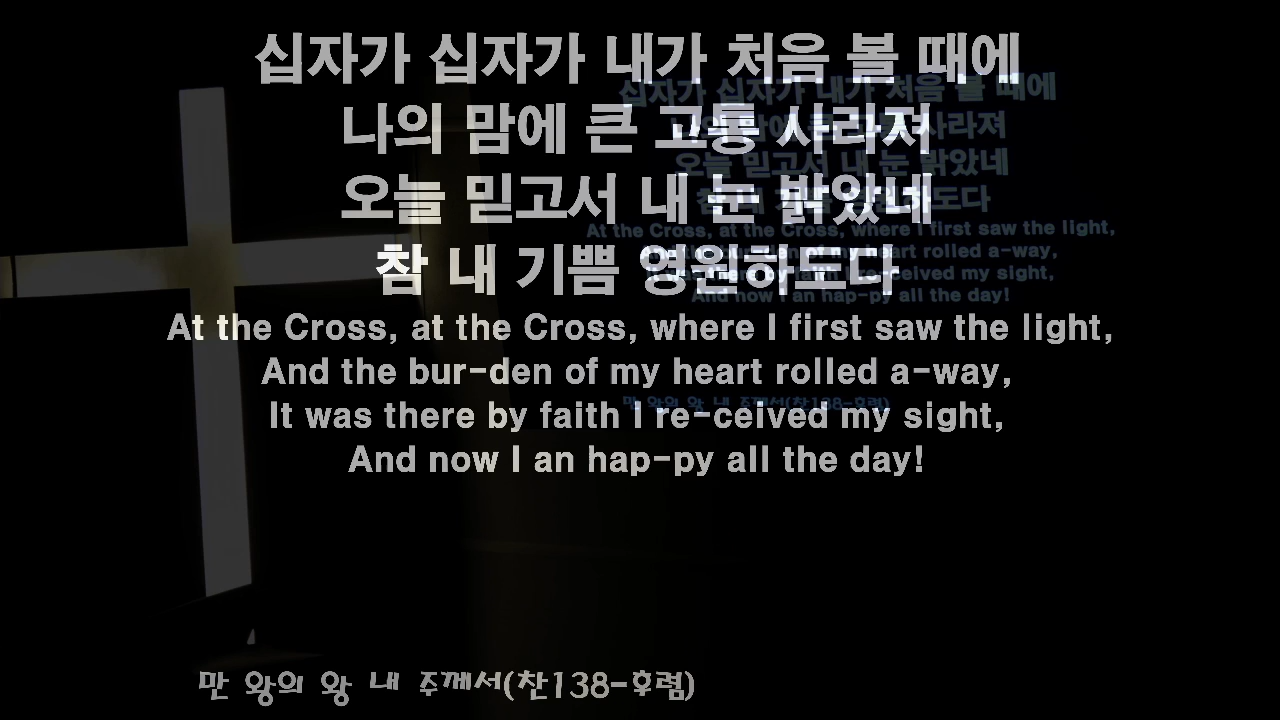 십자가 십자가 내가 처음 볼 때에
나의 맘에 큰 고통 사라져
오늘 믿고서 내 눈 밝았네
참 내 기쁨 영원하도다
At the Cross, at the Cross, where I first saw the light,
And the bur-den of my heart rolled a-way,
It was there by faith I re-ceived my sight,
And now I an hap-py all the day!
만 왕의 왕 내 주께서(찬138-후렴)